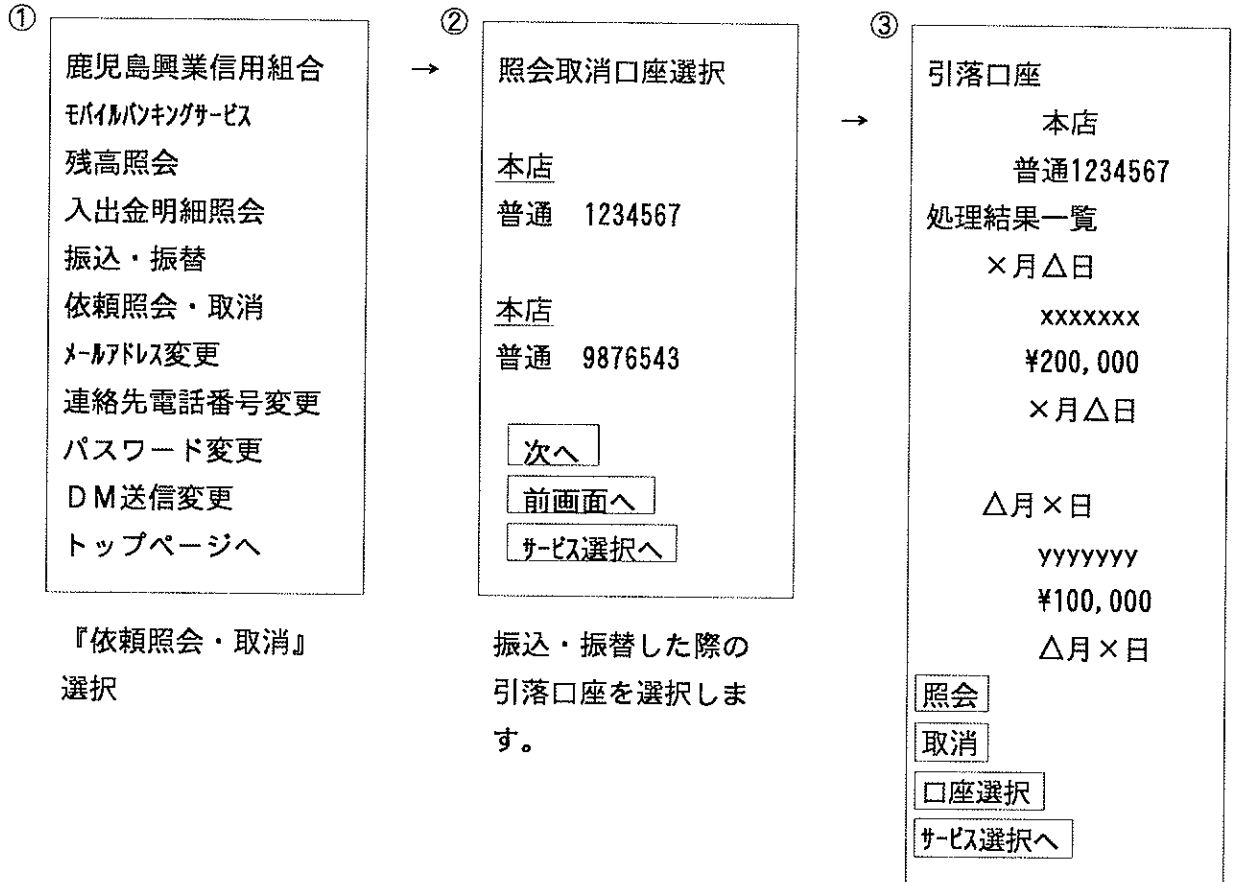 ①
鹿児島興業信用組合
ﾓﾊﾞｲﾙﾊﾞﾝｷﾝｸﾞｻｰﾋﾞｽ
残高照会
入出金明細照会
振込・振替
依頼照会・取消
ﾒｰﾙｱﾄﾞﾚｽ変更
連絡先電話番号変更
パスワード変更
ＤＭ送信変更
トップページへ
『依頼照会・取消』
選択
→
②
照会取消口座選択
本店
普通 1234567
本店
普通 9876543
次へ
前画面へ
ｻｰﾋﾞｽ選択へ
振込・振替した際の
引落口座を選択しま
す。
→
③
引落口座
本店
普通1234567
処理結果一覧
×月△日
xxxxxxx
¥200,000
×月△日
△月×日
yyyyyyy
¥100,000
△月×日
照会
取消
口座選択
ｻｰﾋﾞｽ選択へ